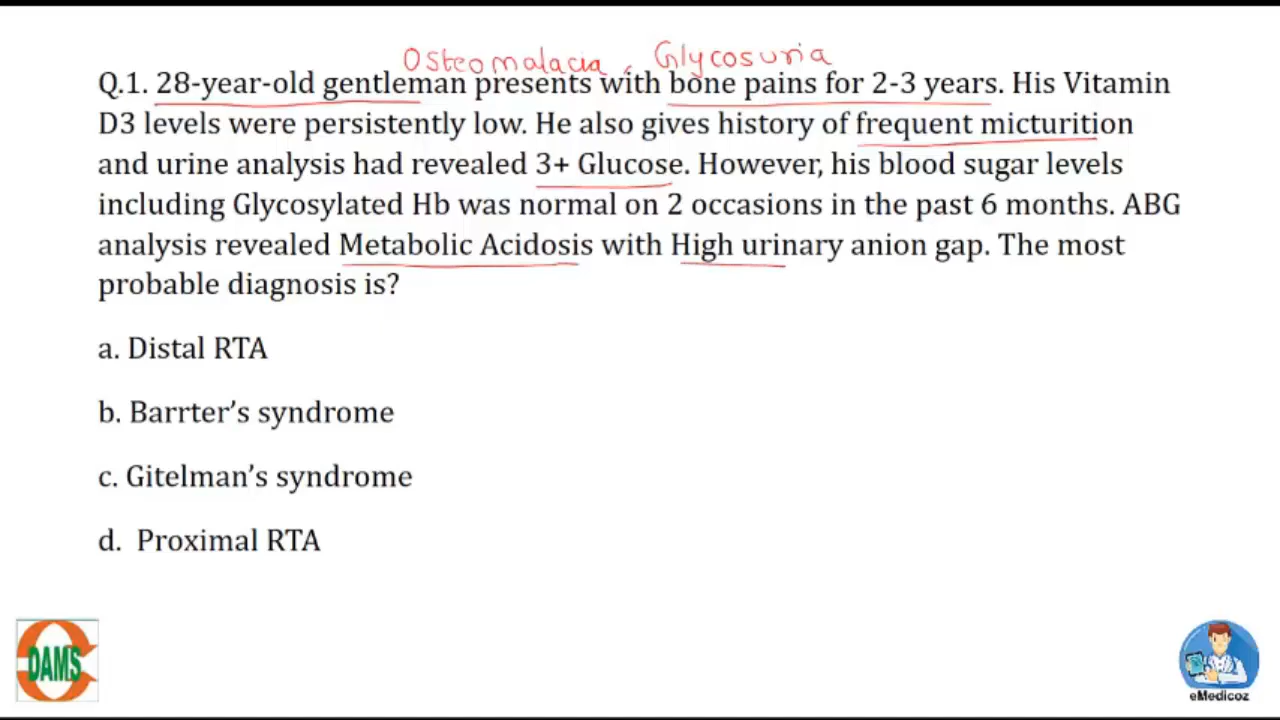 Osteomalacia, Glycosuria
Q.1. 28-year-old gentleman presents with bone pains for 2-3 years. His Vitamin
D3 levels were persistently low. He also gives history of frequent micturition
and urine analysis had revealed 3+ Glucose. However, his blood sugar levels
including Glycosylated Hb was normal on 2 occasions in the past 6 months. ABG
analysis revealed Metabolic Acidosis with High urinary anion gap. The most
probable diagnosis is?
a. Distal RTA
b. Barrter’s syndrome
c. Gitelman’s syndrome
d. Proximal RTA
DAMS
eMedicoz